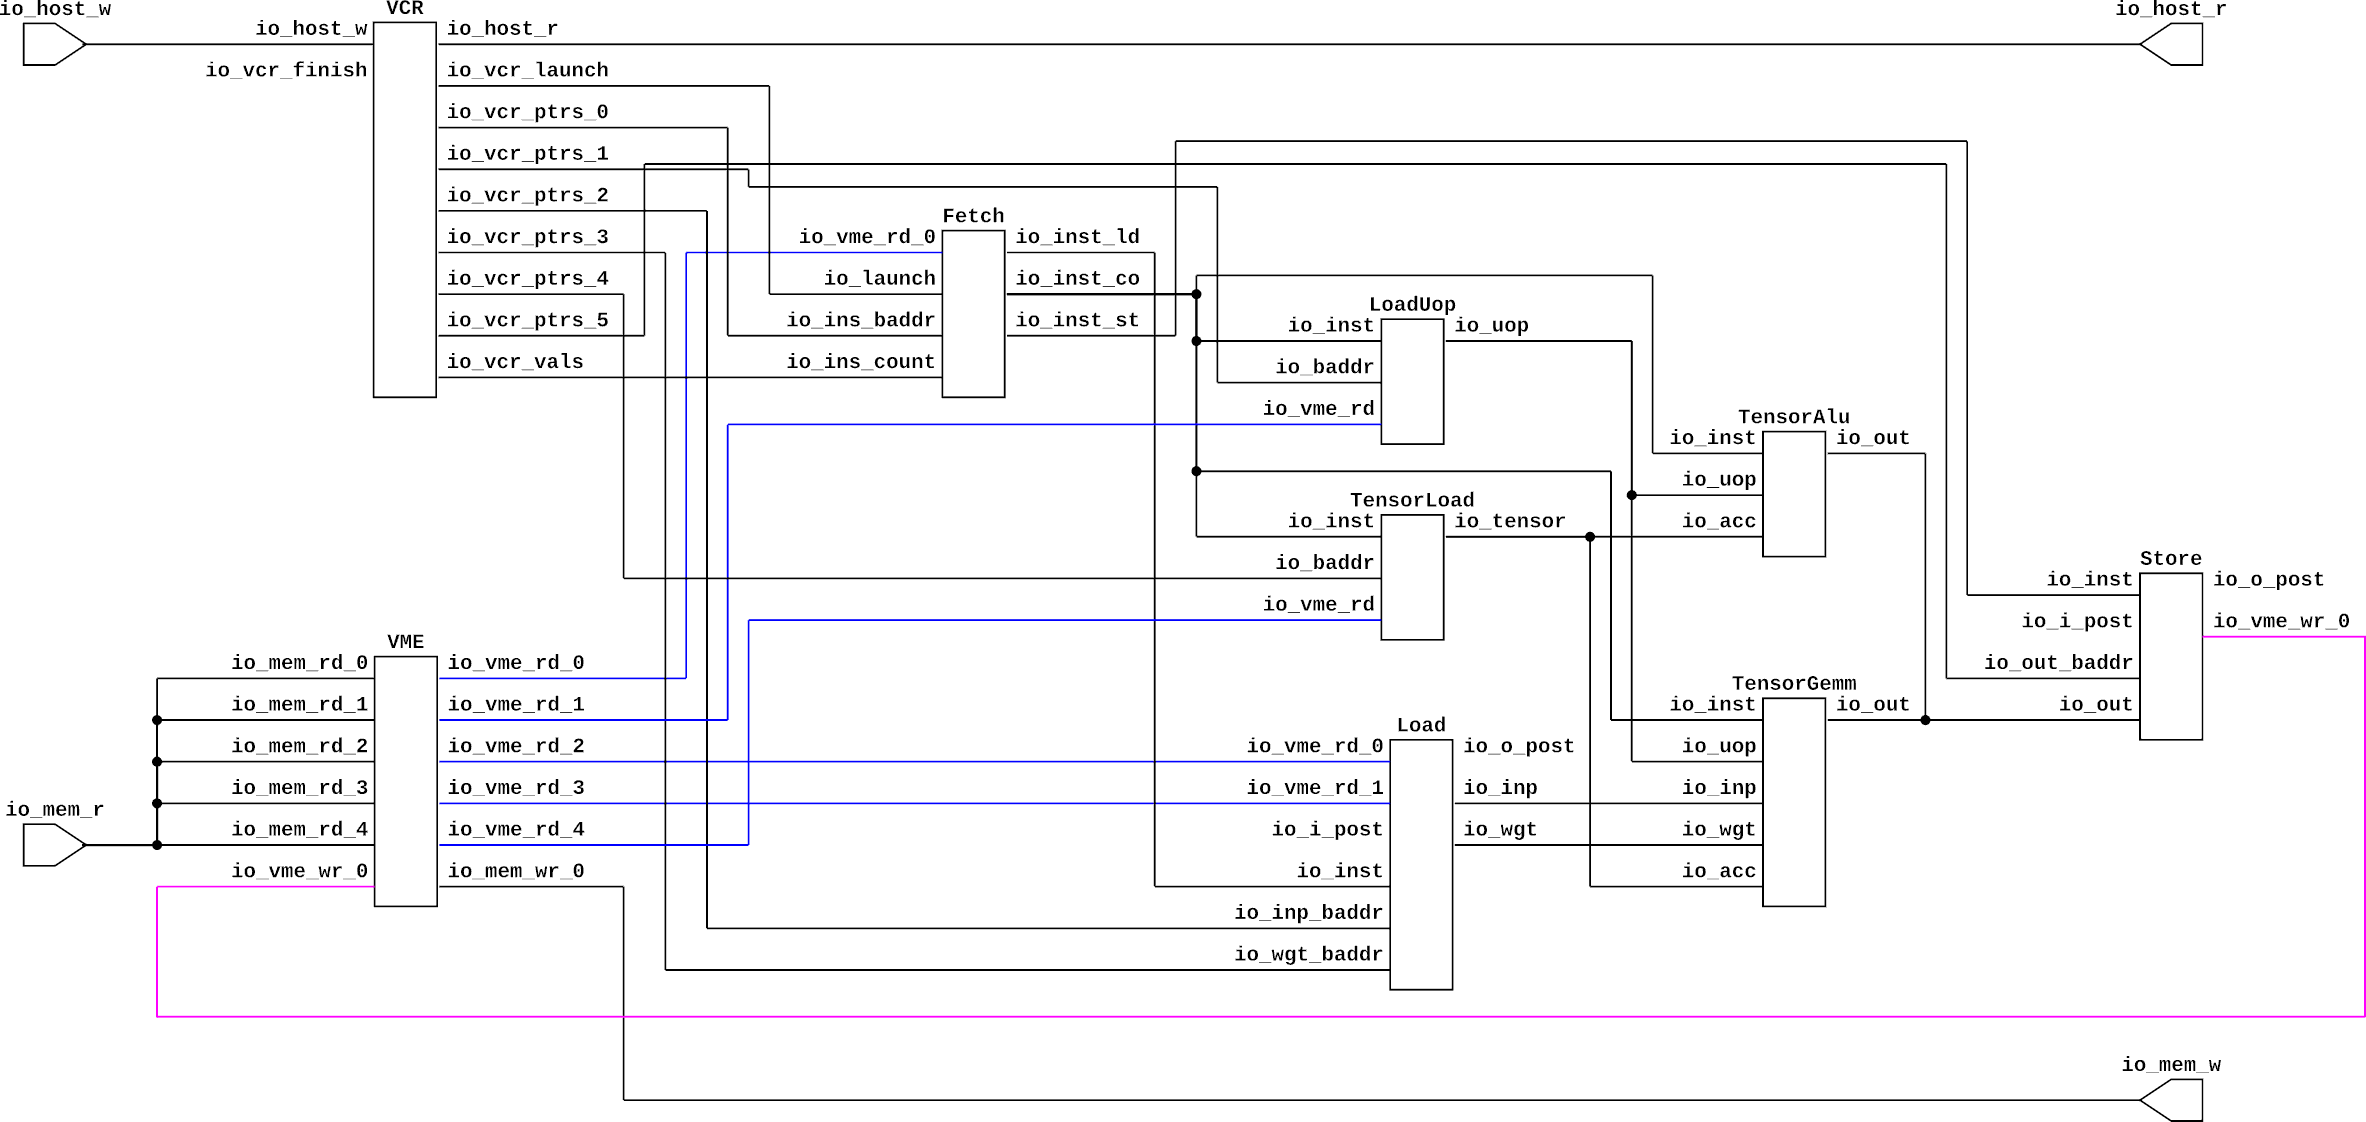 io_host_w
VCR
io_host_r
io_host_w
io_vcr_finish
io_host_r
io_vcr_launch
io_vcr_ptrs_0
io_vcr_ptrs_1
io_vcr_ptrs_2
io_vcr_ptrs_3
io_vcr_ptrs_4
io_vcr_ptrs_5
io_vcr_vals
Fetch
io_vme_rd_0
io_launch
io_ins_baddr
io_ins_count
io_inst_ld
io_inst_co
io_inst_st
LoadUop
io_inst
io_baddr
io_vme_rd
io_uop
TensorAlu
io_inst
io_uop
io_acc
io_out
TensorLoad
io_inst
io_baddr
io_vme_rd
io_tensor
Store
io_inst
io_i_post
io_out_baddr
io_out
io_o_post
io_vme_wr_0
VME
io_mem_rd_0
io_mem_rd_1
io_mem_rd_2
io_mem_rd_3
io_mem_rd_4
io_vme_wr_0
io_vme_rd_0
io_vme_rd_1
io_vme_rd_2
io_vme_rd_3
io_vme_rd_4
io_mem_wr_0
io_mem_r
Load
io_vme_rd_0
io_vme_rd_1
io_i_post
io_inst
io_inp_baddr
io_wgt_baddr
io_o_post
io_inp
io_wgt
TensorGemm
io_inst
io_uop
io_inp
io_wgt
io_acc
io_out
io_mem_w